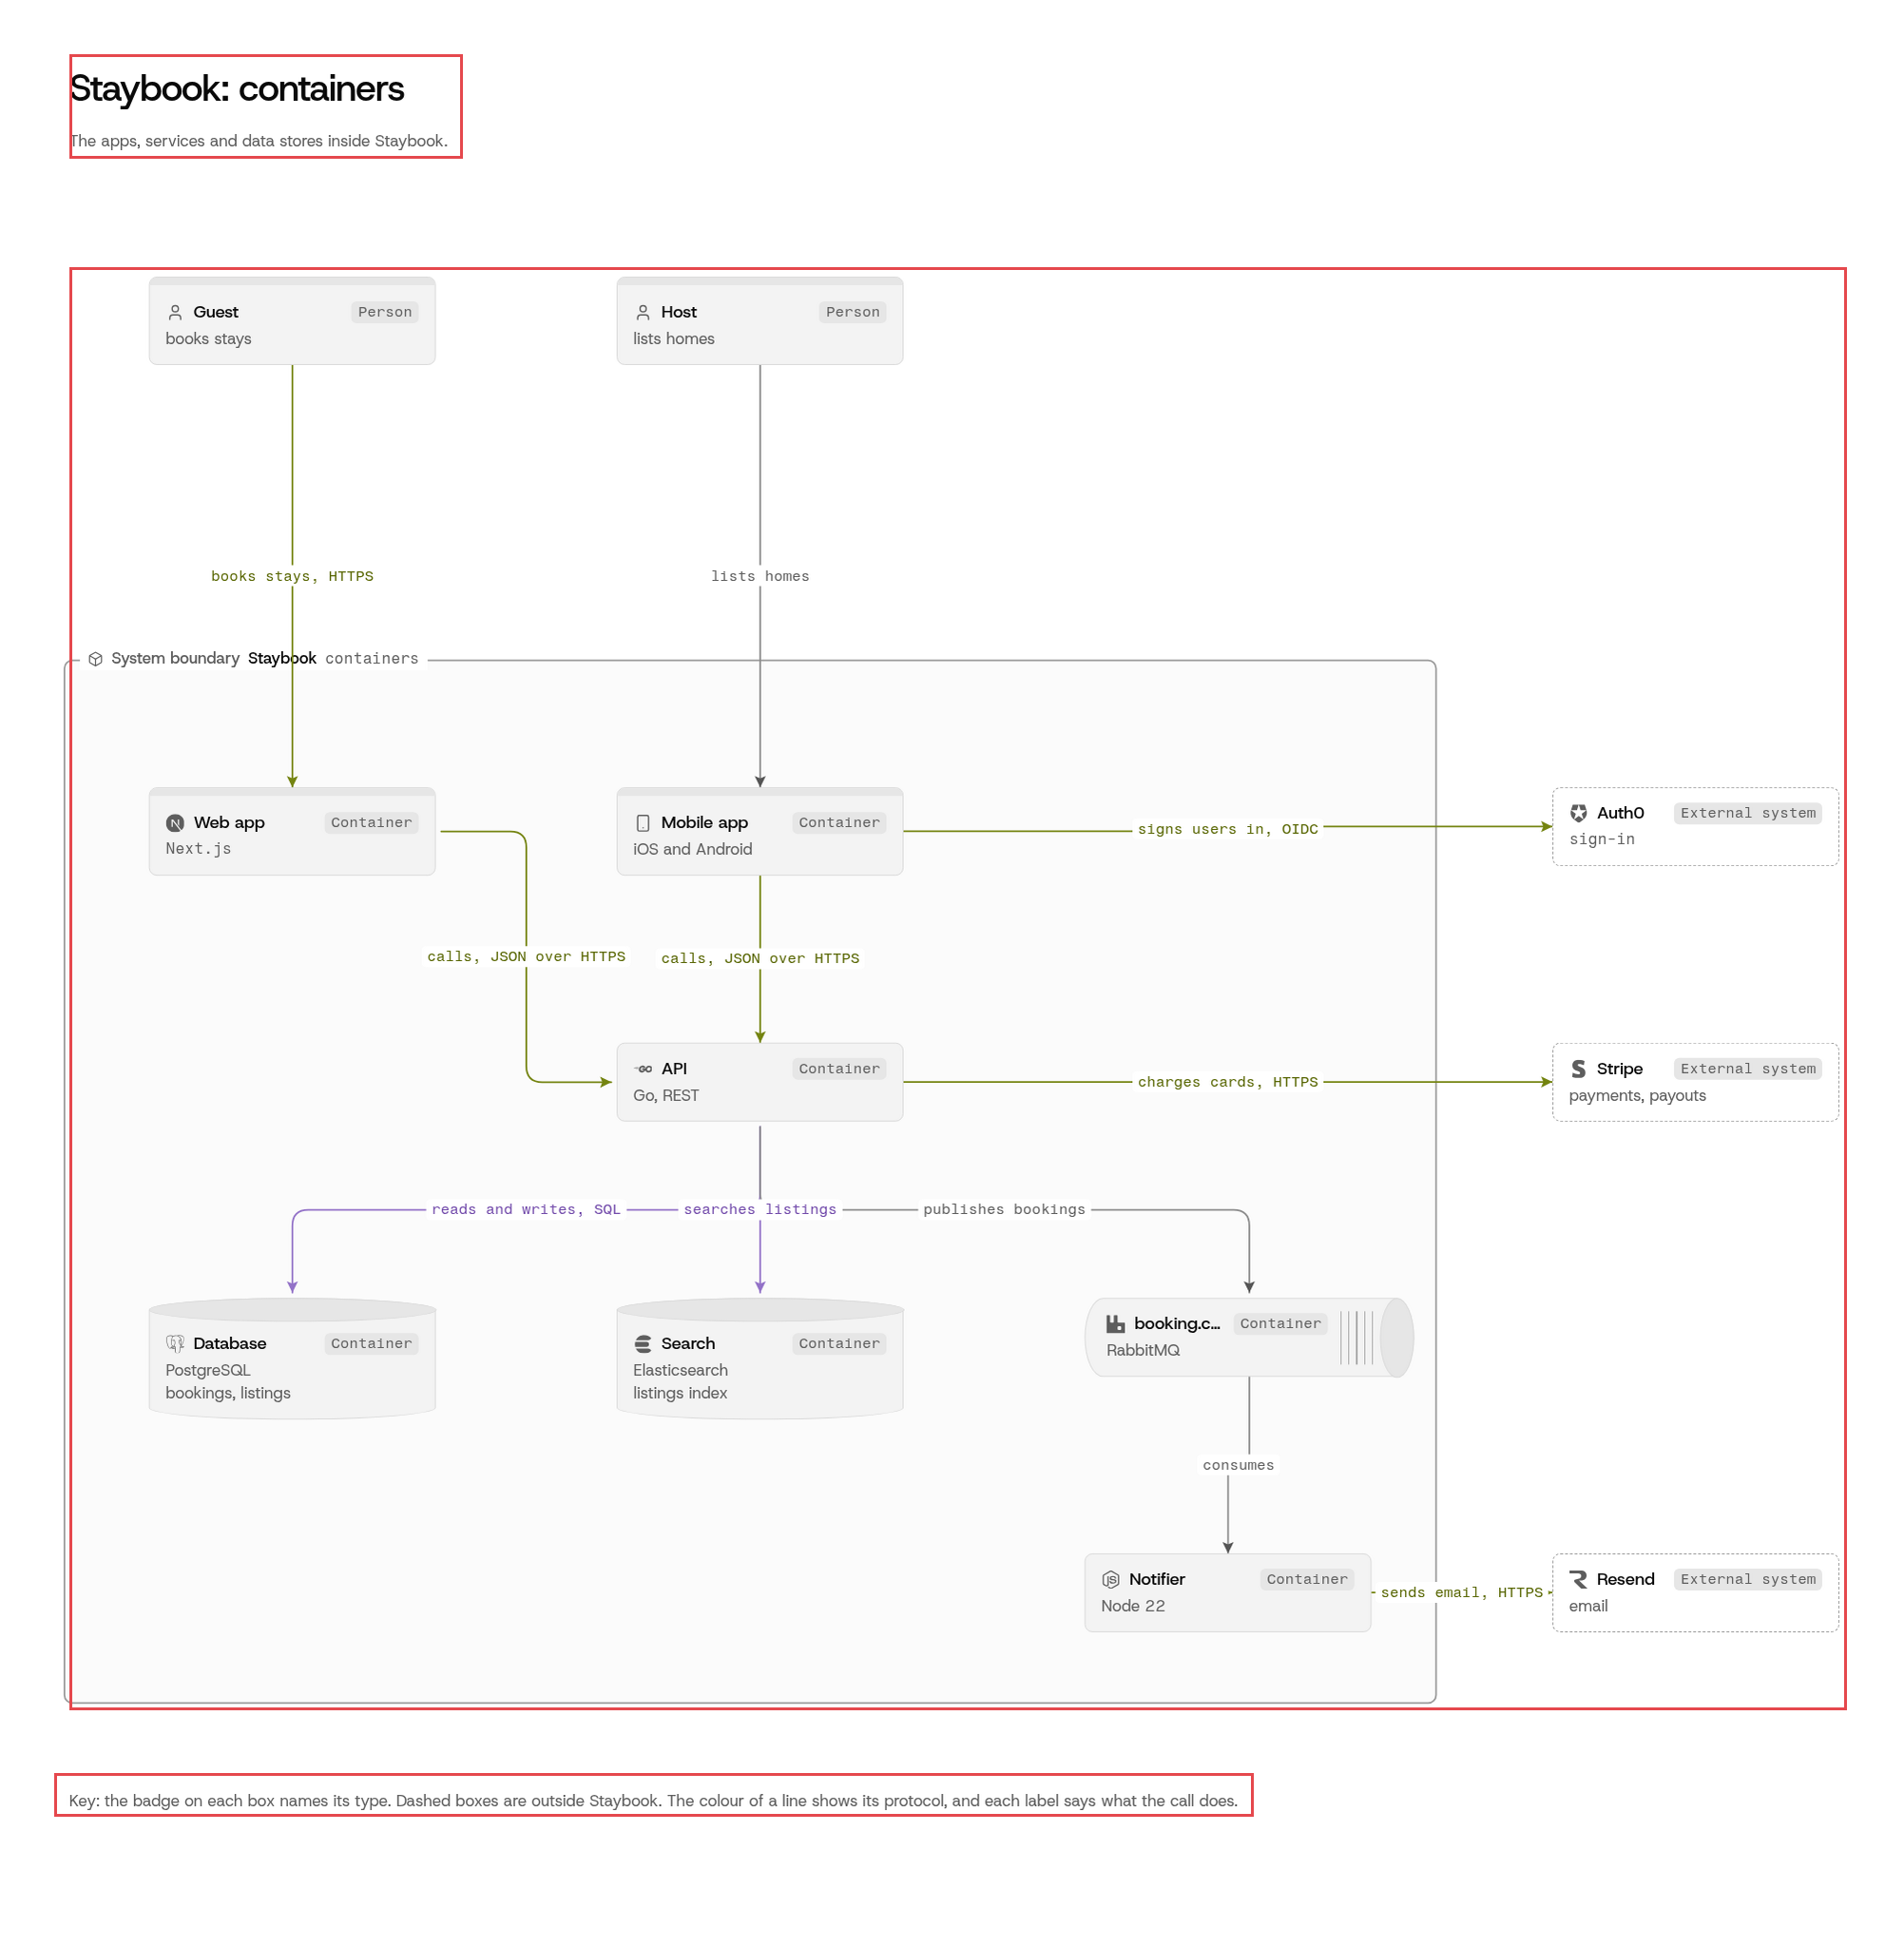 Staybook: containers
The apps, services and data stores inside Staybook.
Guest Person
books stays
Host Person
lists homes
books stays, HTTPS
lists homes
System boundary Staybook containers
Web app Container
Next.js
Mobile app Container
iOS and Android
signs users in, OIDC
Auth0 External system
sign-in
calls, JSON over HTTPS
calls, JSON over HTTPS
API Container
Go, REST
charges cards, HTTPS
Stripe External system
payments, payouts
reads and writes, SQL
searches listings
publishes bookings
Database Container
PostgreSQL
bookings, listings
Search Container
Elasticsearch
listings index
booking.c... Container
RabbitMQ
consumes
Notifier Container
Node 22
sends email, HTTPS
Resend External system
email
Key: the badge on each box names its type. Dashed boxes are outside Staybook. The colour of a line shows its protocol, and each label says what the call does.